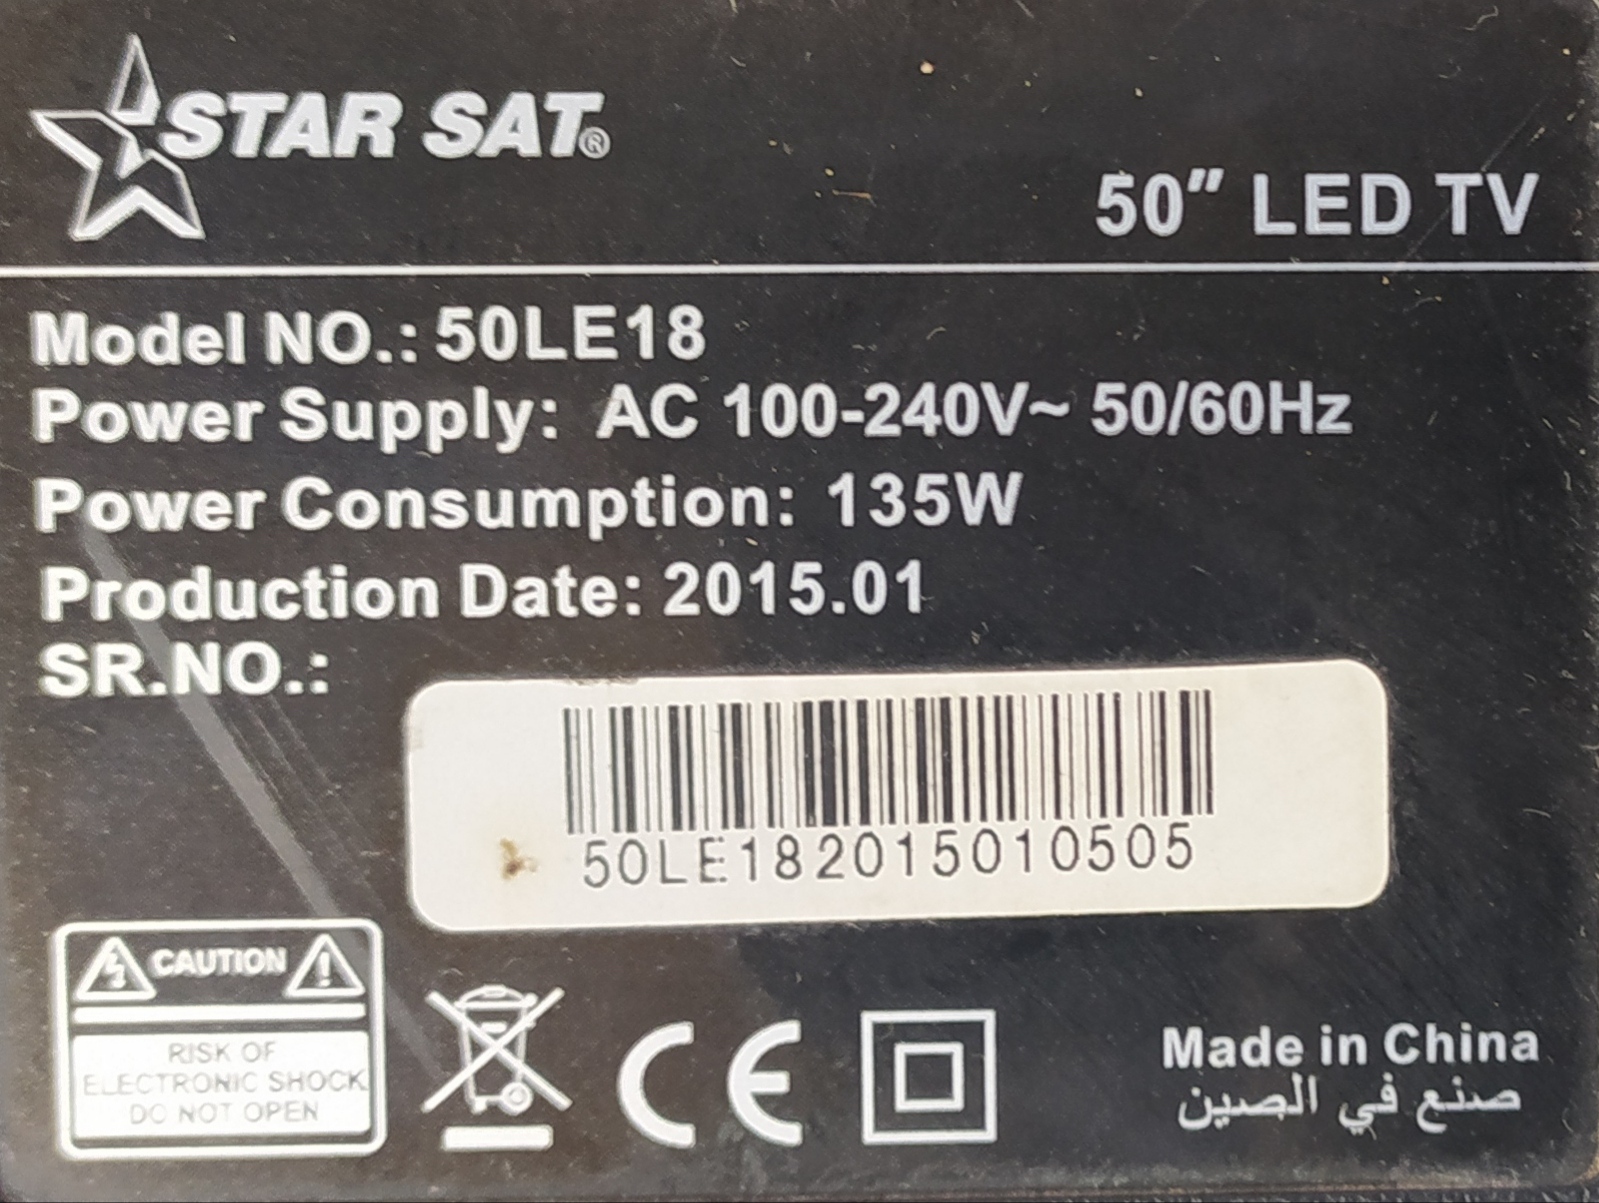 STAR SAT®
50" LED TV
Model NO.: 50LE18
Power Supply: AC 100-240V~ 50/60Hz
Power Consumption: 135W
Production Date: 2015.01
SR.NO.:
50LE182015010505
CAUTION
RISK OF
ELECTRONIC SHOCK
DO NOT OPEN
CE
Made in China
صنع في الصين